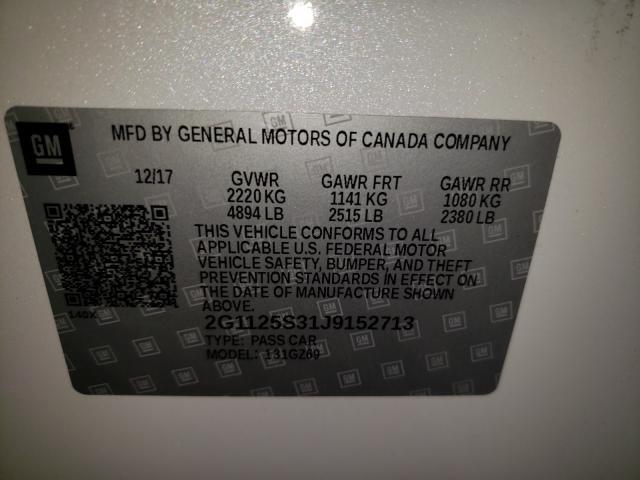 GM
MFD BY GENERAL MOTORS OF CANADA COMPANY
12/17 GVWR GAWR FRT GAWR RR
2220 KG 1141 KG 1080 KG
4894 LB 2515 LB 2380 LB
THIS VEHICLE CONFORMS TO ALL
APPLICABLE U.S. FEDERAL MOTOR
VEHICLE SAFETY, BUMPER, AND THEFT
PREVENTION STANDARDS IN EFFECT ON
THE DATE OF MANUFACTURE SHOWN
ABOVE.
140X
2G1125S31J9152713
TYPE: PASS CAR
MODEL: 131GZ69